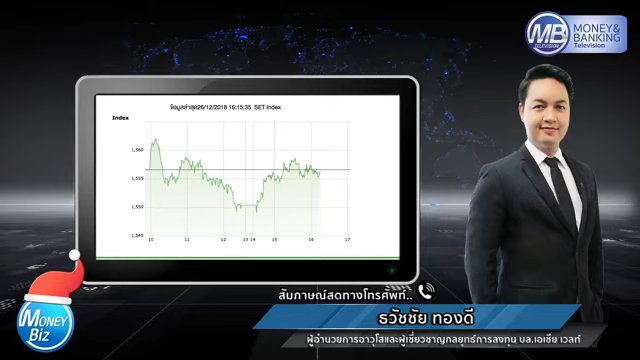 MB
TELEVISION
MONEY&
BANKING
Television
ข้อมูลล่าสุด26/12/2018 16:15:35 SET Index
Index
1,560
1,555
1,550
1,545
10 11 12 13 14 15 16 17
สัมภาษณ์สดทางโทรศัพท์..
ธวัชชัย ทองดี
ผู้อำนวยการอาวุโสและผู้เชี่ยวชาญกลยุทธ์การลงทุน บล.เอเชีย เวลท์
MONEY
Biz